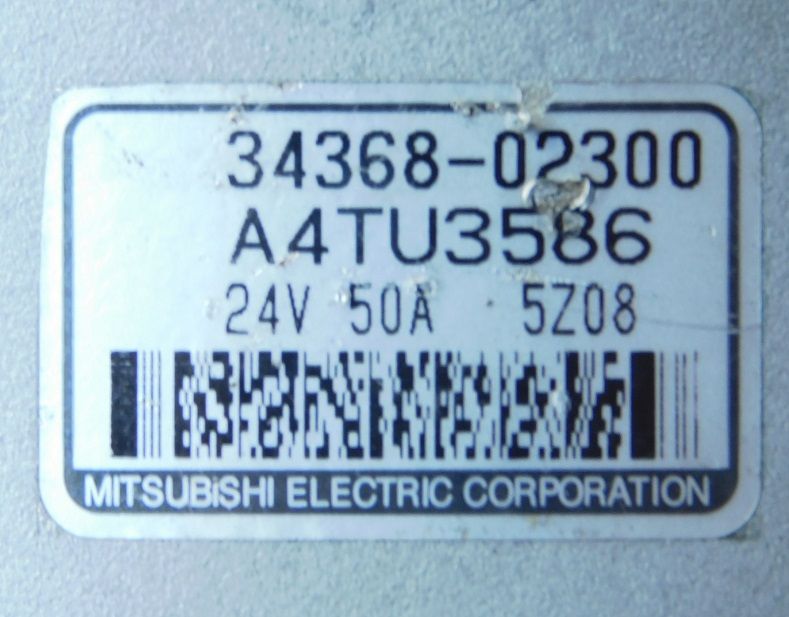 34368-02300
A4TU3586
24V 50A 5Z08
MITSUBISHI ELECTRIC CORPORATION